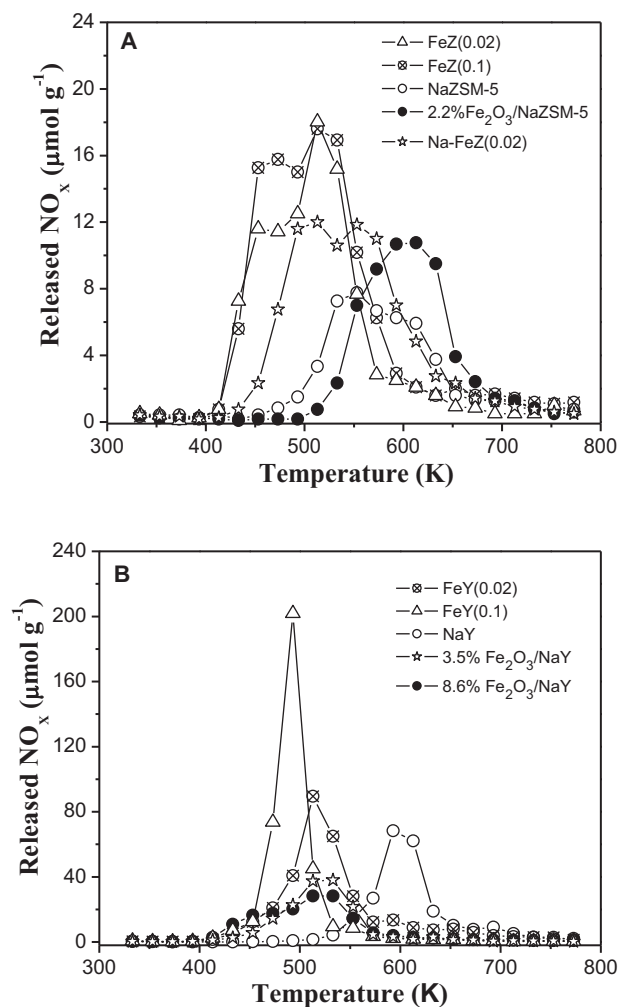 A
FeZ(0.02)
FeZ(0.1)
NaZSM-5
2.2%Fe₂O₃/NaZSM-5
Na-FeZ(0.02)
24
20
16
12
8
4
0
Released NOₓ (μmol g⁻¹)
300 400 500 600 700 800
Temperature (K)
B
FeY(0.02)
FeY(0.1)
NaY
3.5% Fe₂O₃/NaY
8.6% Fe₂O₃/NaY
240
200
160
120
80
40
0
Released NOₓ (μmol g⁻¹)
300 400 500 600 700 800
Temperature (K)